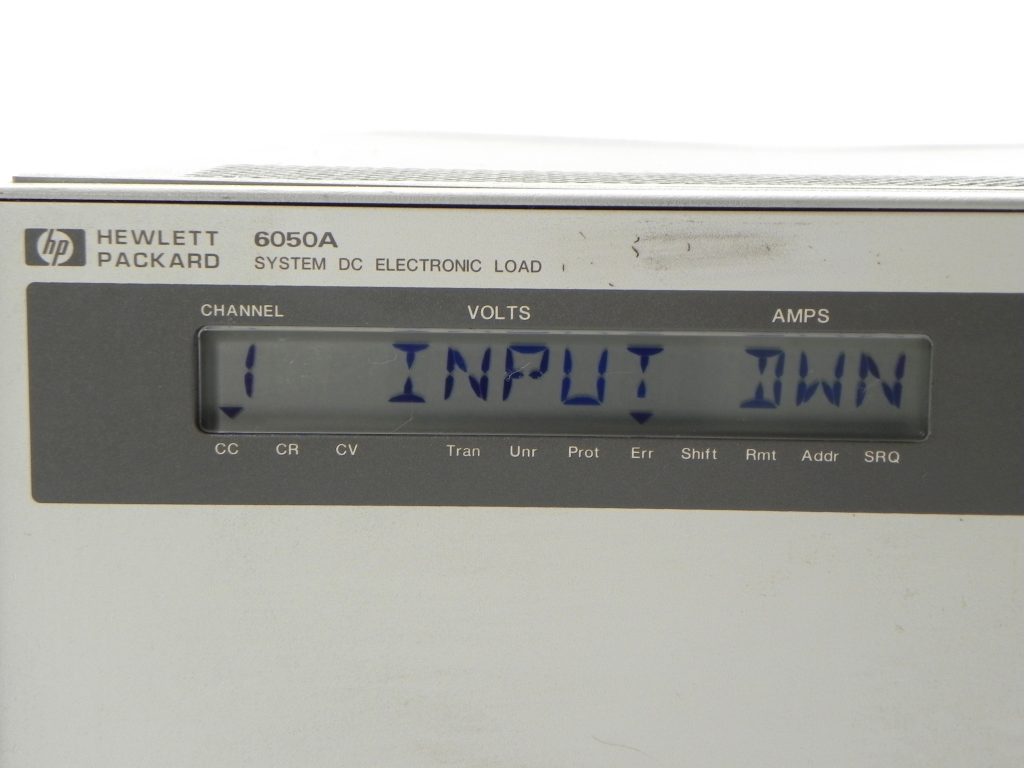 hp HEWLETT PACKARD 6050A
SYSTEM DC ELECTRONIC LOAD
CHANNEL VOLTS AMPS
1 INPUT DWN
CC CR CV Tran Unr Prot Err Shift Rmt Addr SRQ